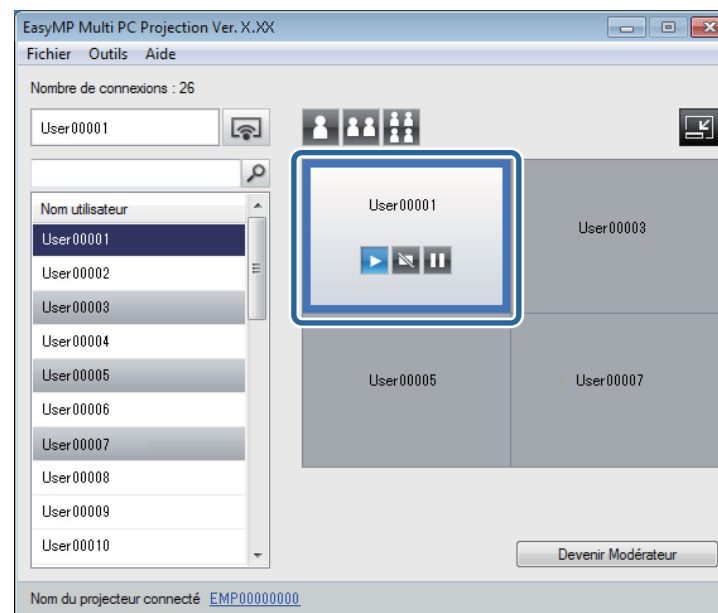 EasyMP Multi PC Projection Ver. X.XX
Fichier Outils Aide
Nombre de connexions : 26
User00001
Nom utilisateur
User00001
User00002
User00003
User00004
User00005
User00006
User00007
User00008
User00009
User00010
User00001
User00003
User00005
User00007
Devenir Modérateur
Nom du projecteur connecté EMP00000000